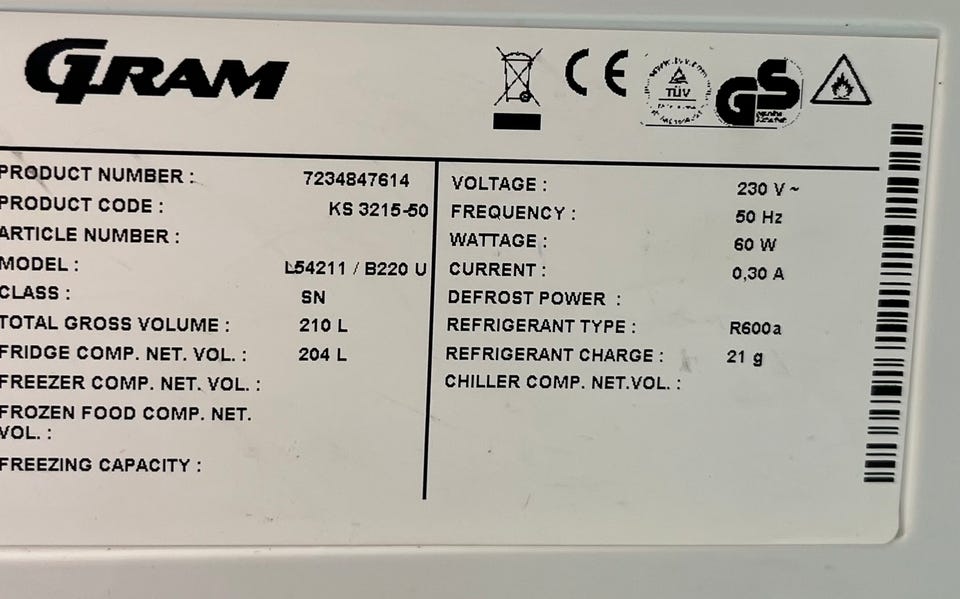 GRAM
CE
TÜV
GS
PRODUCT NUMBER : 7234847614
PRODUCT CODE : KS 3215-50
ARTICLE NUMBER :
MODEL : L54211 / B220 U
CLASS : SN
TOTAL GROSS VOLUME : 210 L
FRIDGE COMP. NET. VOL. : 204 L
FREEZER COMP. NET. VOL. :
FROZEN FOOD COMP. NET.
VOL. :
FREEZING CAPACITY :
VOLTAGE : 230 V ~
FREQUENCY : 50 Hz
WATTAGE : 60 W
CURRENT : 0,30 A
DEFROST POWER :
REFRIGERANT TYPE : R600a
REFRIGERANT CHARGE : 21 g
CHILLER COMP. NET.VOL. :